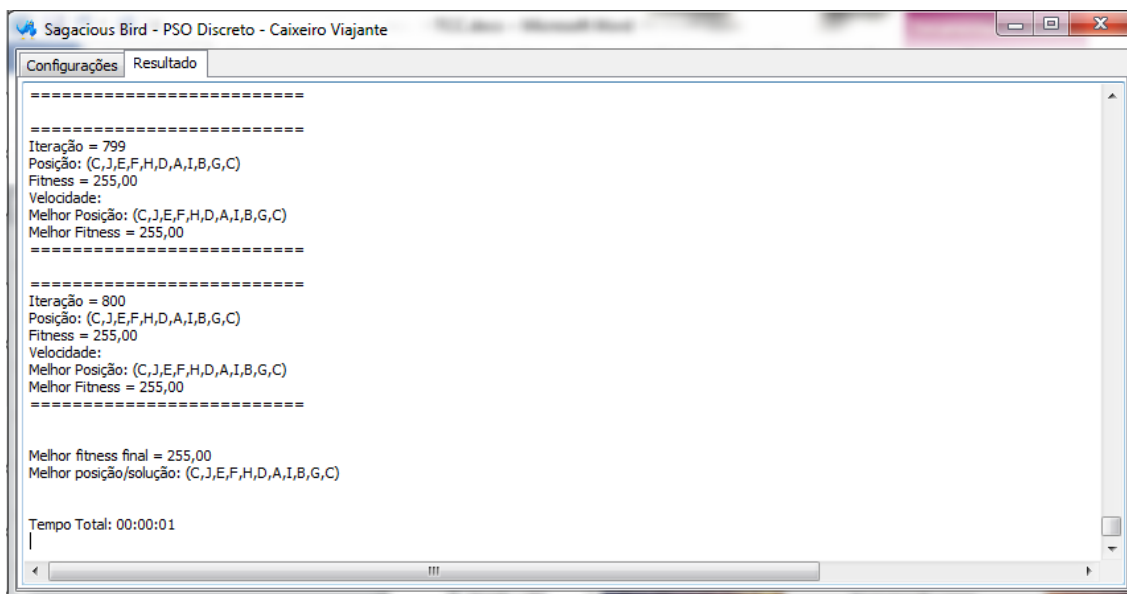 Sagacious Bird - PSO Discreto - Caixeiro Viajante
Configurações Resultado
==========================
==========================
Iteração = 799
Posição: (C,J,E,F,H,D,A,I,B,G,C)
Fitness = 255,00
Velocidade:
Melhor Posição: (C,J,E,F,H,D,A,I,B,G,C)
Melhor Fitness = 255,00
==========================
==========================
Iteração = 800
Posição: (C,J,E,F,H,D,A,I,B,G,C)
Fitness = 255,00
Velocidade:
Melhor Posição: (C,J,E,F,H,D,A,I,B,G,C)
Melhor Fitness = 255,00
==========================
Melhor fitness final = 255,00
Melhor posição/solução: (C,J,E,F,H,D,A,I,B,G,C)
Tempo Total: 00:00:01